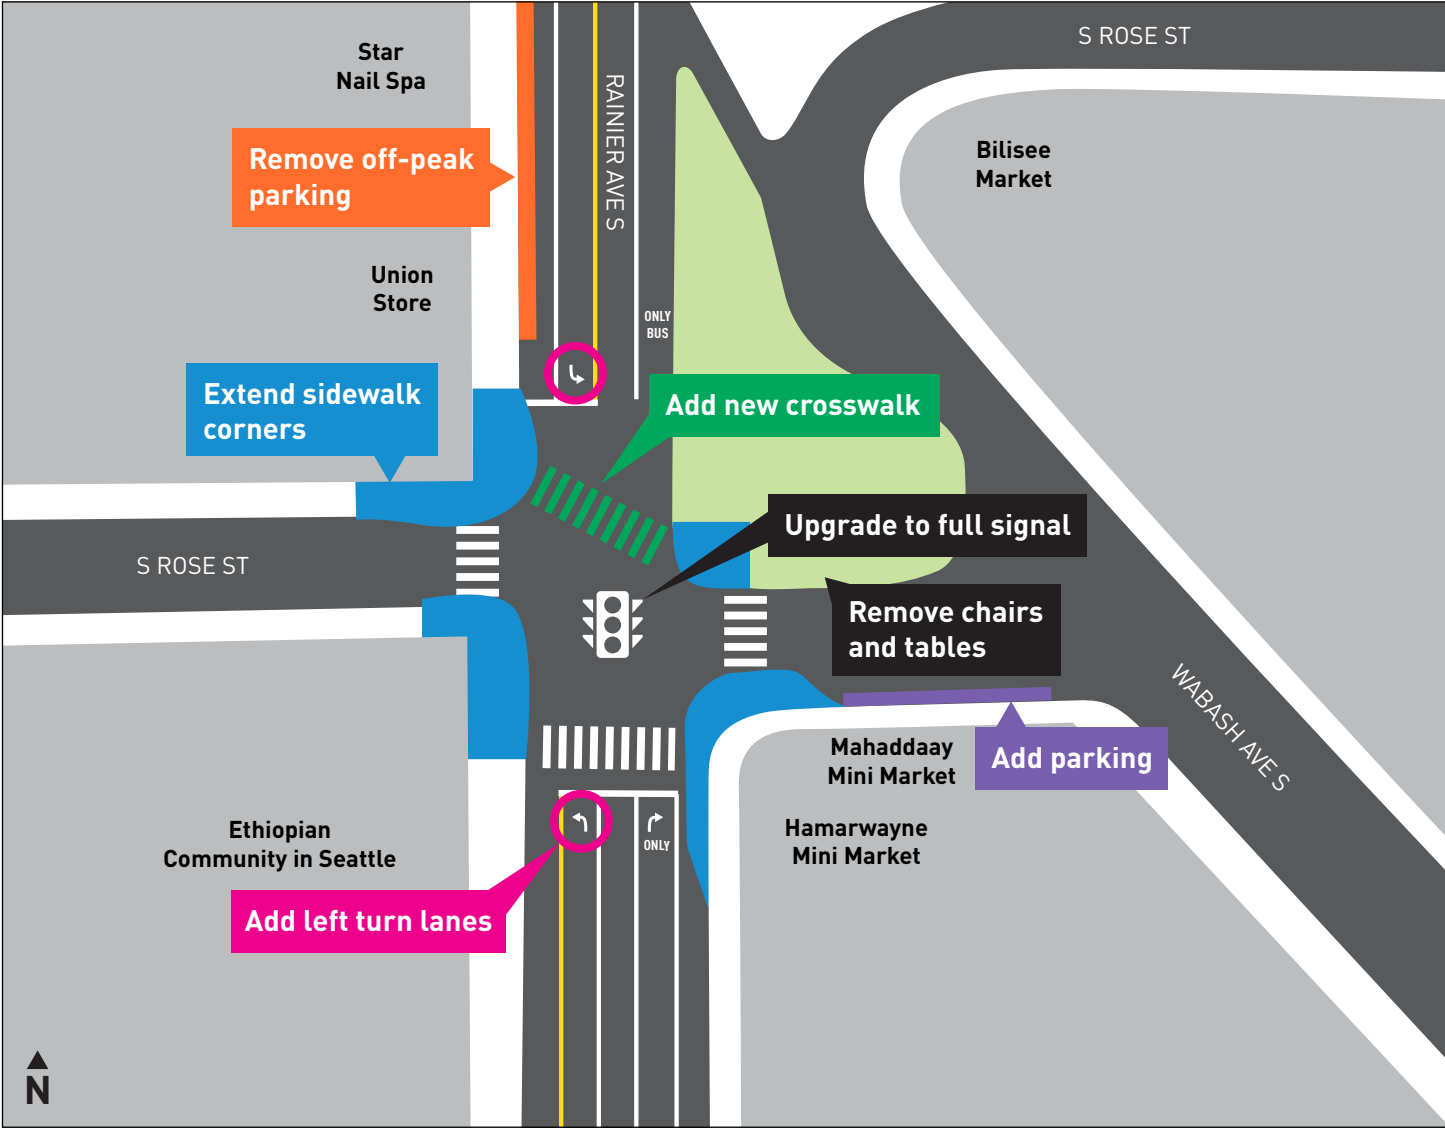 S ROSE ST
Star
Nail Spa
RAINIER AVE S
Bilisee
Market
Remove off-peak
parking
Union
Store
ONLY
BUS
Extend sidewalk
corners
Add new crosswalk
Upgrade to full signal
S ROSE ST
Remove chairs
and tables
WABASH AVE S
Mahaddaay
Mini Market
Add parking
Ethiopian
Community in Seattle
Hamarwayne
Mini Market
ONLY
Add left turn lanes
N